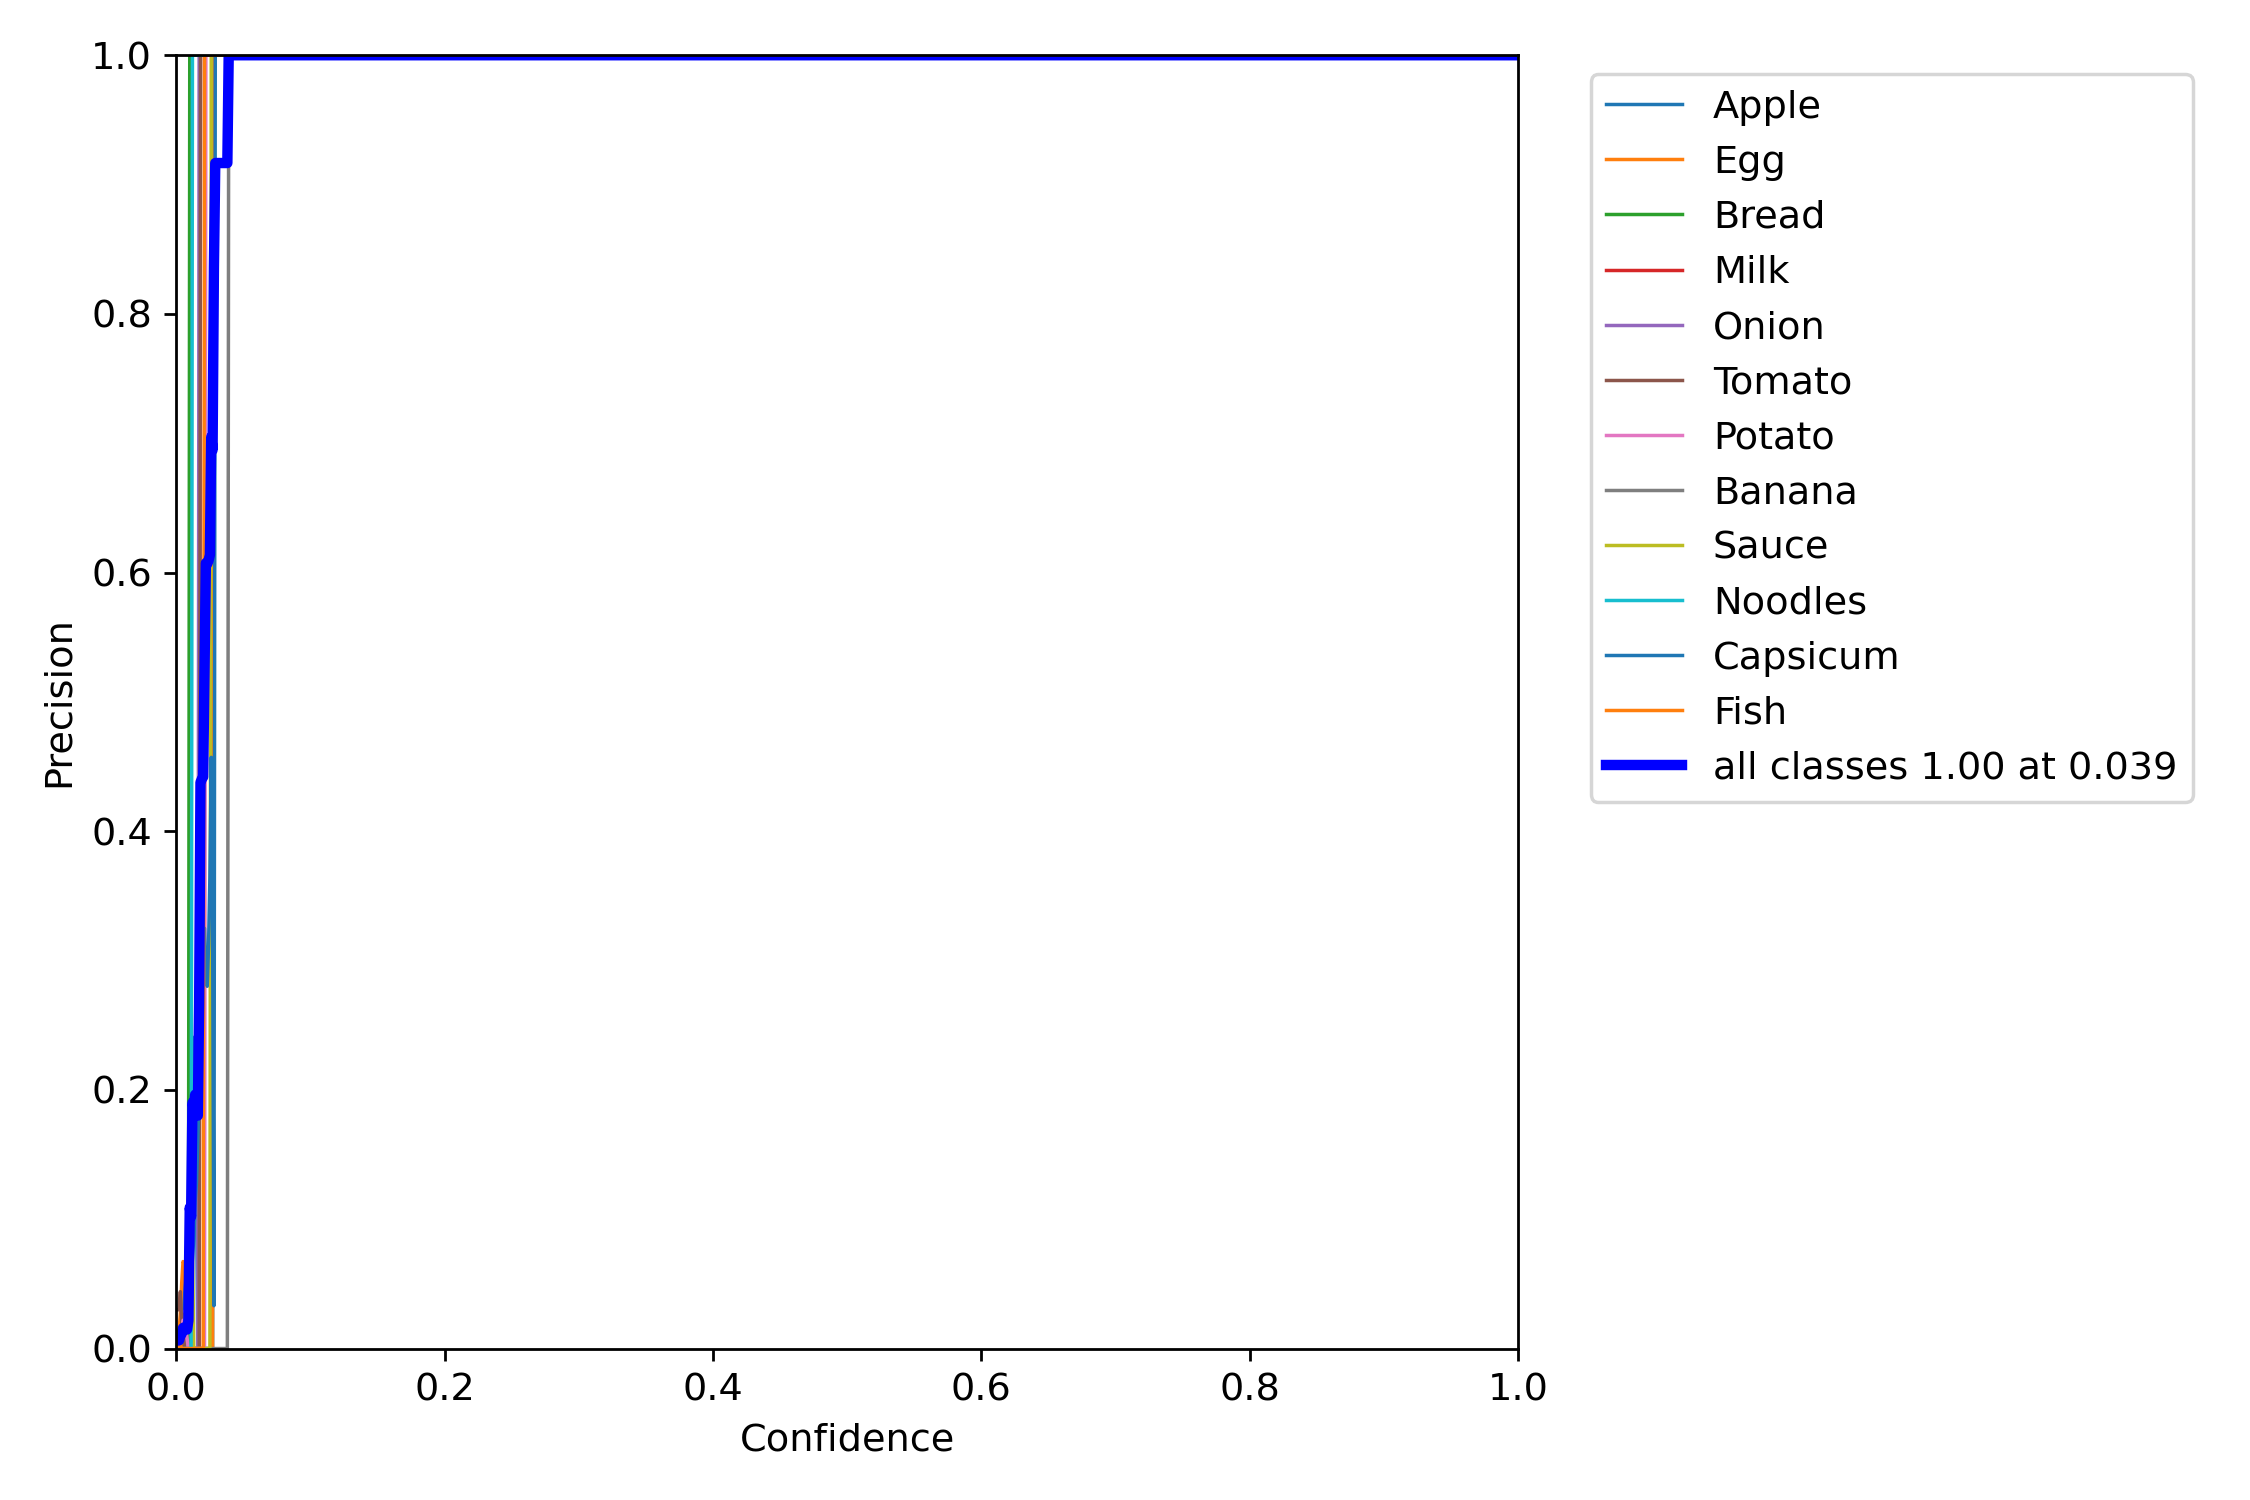 1.0
0.8
0.6
0.4
0.2
0.0
0.0 0.2 0.4 0.6 0.8 1.0
Precision
Confidence
Apple
Egg
Bread
Milk
Onion
Tomato
Potato
Banana
Sauce
Noodles
Capsicum
Fish
all classes 1.00 at 0.039